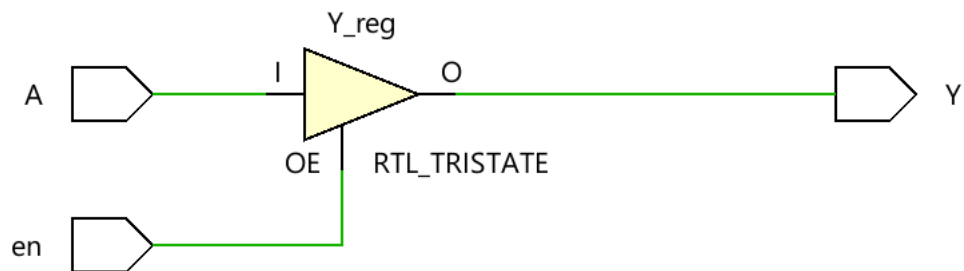 Y_reg
A
I
O
Y
OE
RTL_TRISTATE
en